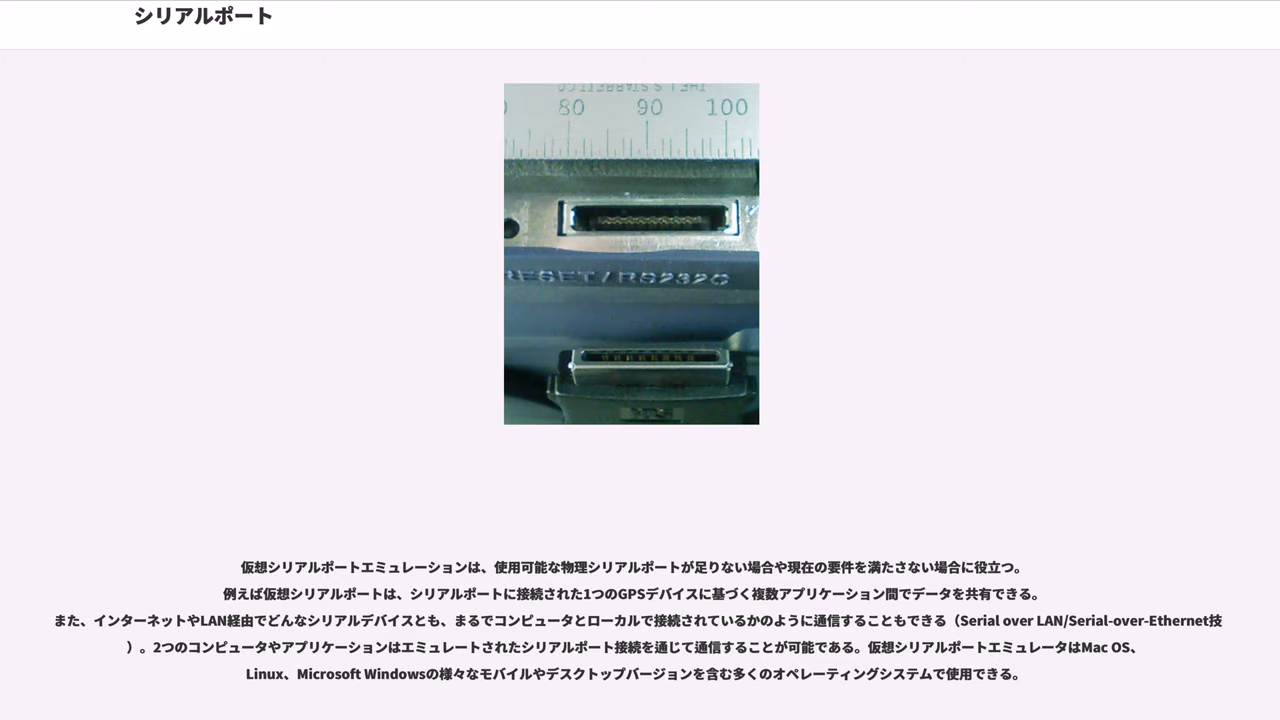 シリアルポート
80 90 100
RESET/RS232C
仮想シリアルポートエミュレーションは、使用可能な物理シリアルポートが足りない場合や現在の要件を満たさない場合に役立つ。
例えば仮想シリアルポートは、シリアルポートに接続された1つのGPSデバイスに基づく複数アプリケーション間でデータを共有できる。
また、インターネットやLAN経由でどんなシリアルデバイスとも、まるでコンピュータとローカルで接続されているかのように通信することもできる（Serial over LAN/Serial-over-Ethernet技
）。2つのコンピュータやアプリケーションはエミュレートされたシリアルポート接続を通じて通信することが可能である。仮想シリアルポートエミュレータはMac OS、
Linux、Microsoft Windowsの様々なモバイルやデスクトップバージョンを含む多くのオペレーティングシステムで使用できる。